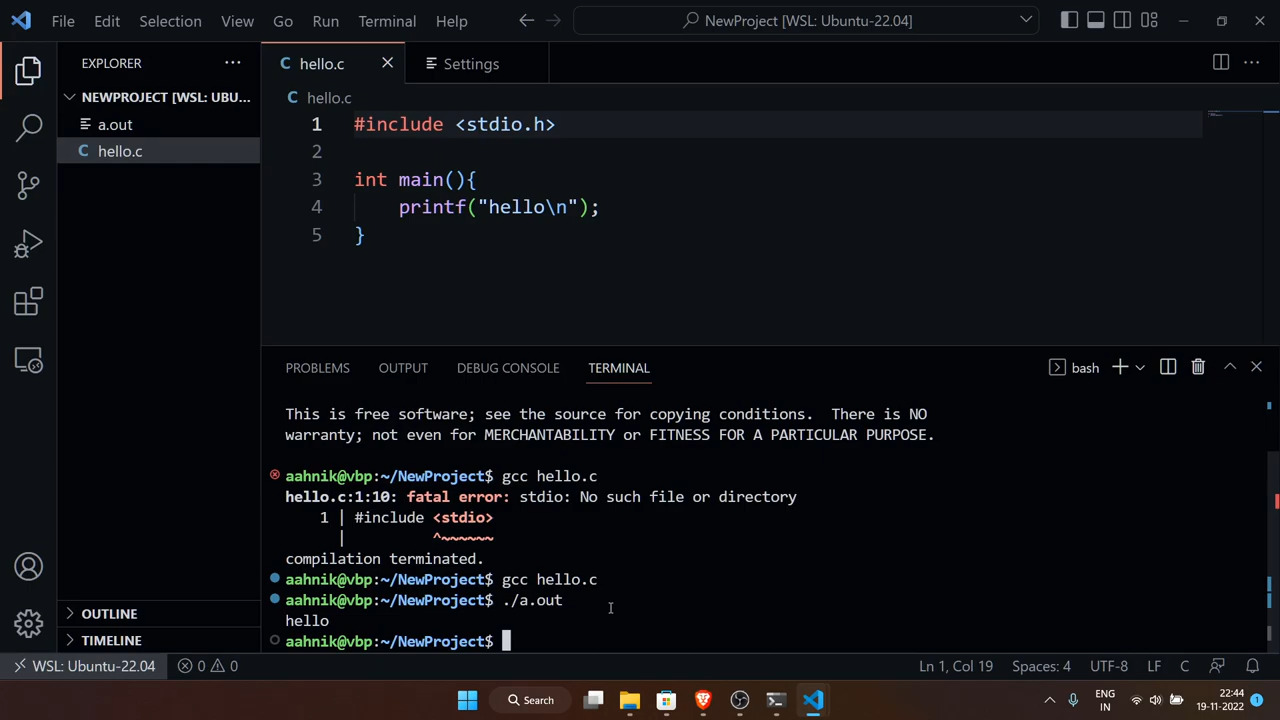 File Edit Selection View Go Run Terminal Help NewProject [WSL: Ubuntu-22.04]
EXPLORER
hello.c Settings
NEWPROJECT [WSL: UBU...
a.out
hello.c
hello.c
1 #include <stdio.h>
2
3 int main(){
4 printf("hello\n");
5 }
PROBLEMS OUTPUT DEBUG CONSOLE TERMINAL bash
This is free software; see the source for copying conditions. There is NO
warranty; not even for MERCHANTABILITY or FITNESS FOR A PARTICULAR PURPOSE.
aahnik@vbp:~/NewProject$ gcc hello.c
hello.c:1:10: fatal error: stdio: No such file or directory
1 | #include <stdio>
| ^~~~~~~
compilation terminated.
aahnik@vbp:~/NewProject$ gcc hello.c
aahnik@vbp:~/NewProject$ ./a.out
hello
aahnik@vbp:~/NewProject$
OUTLINE
TIMELINE
WSL: Ubuntu-22.04 0 0 Ln 1, Col 19 Spaces: 4 UTF-8 LF C
Search
ENG
IN
22:44
19-11-2022
1